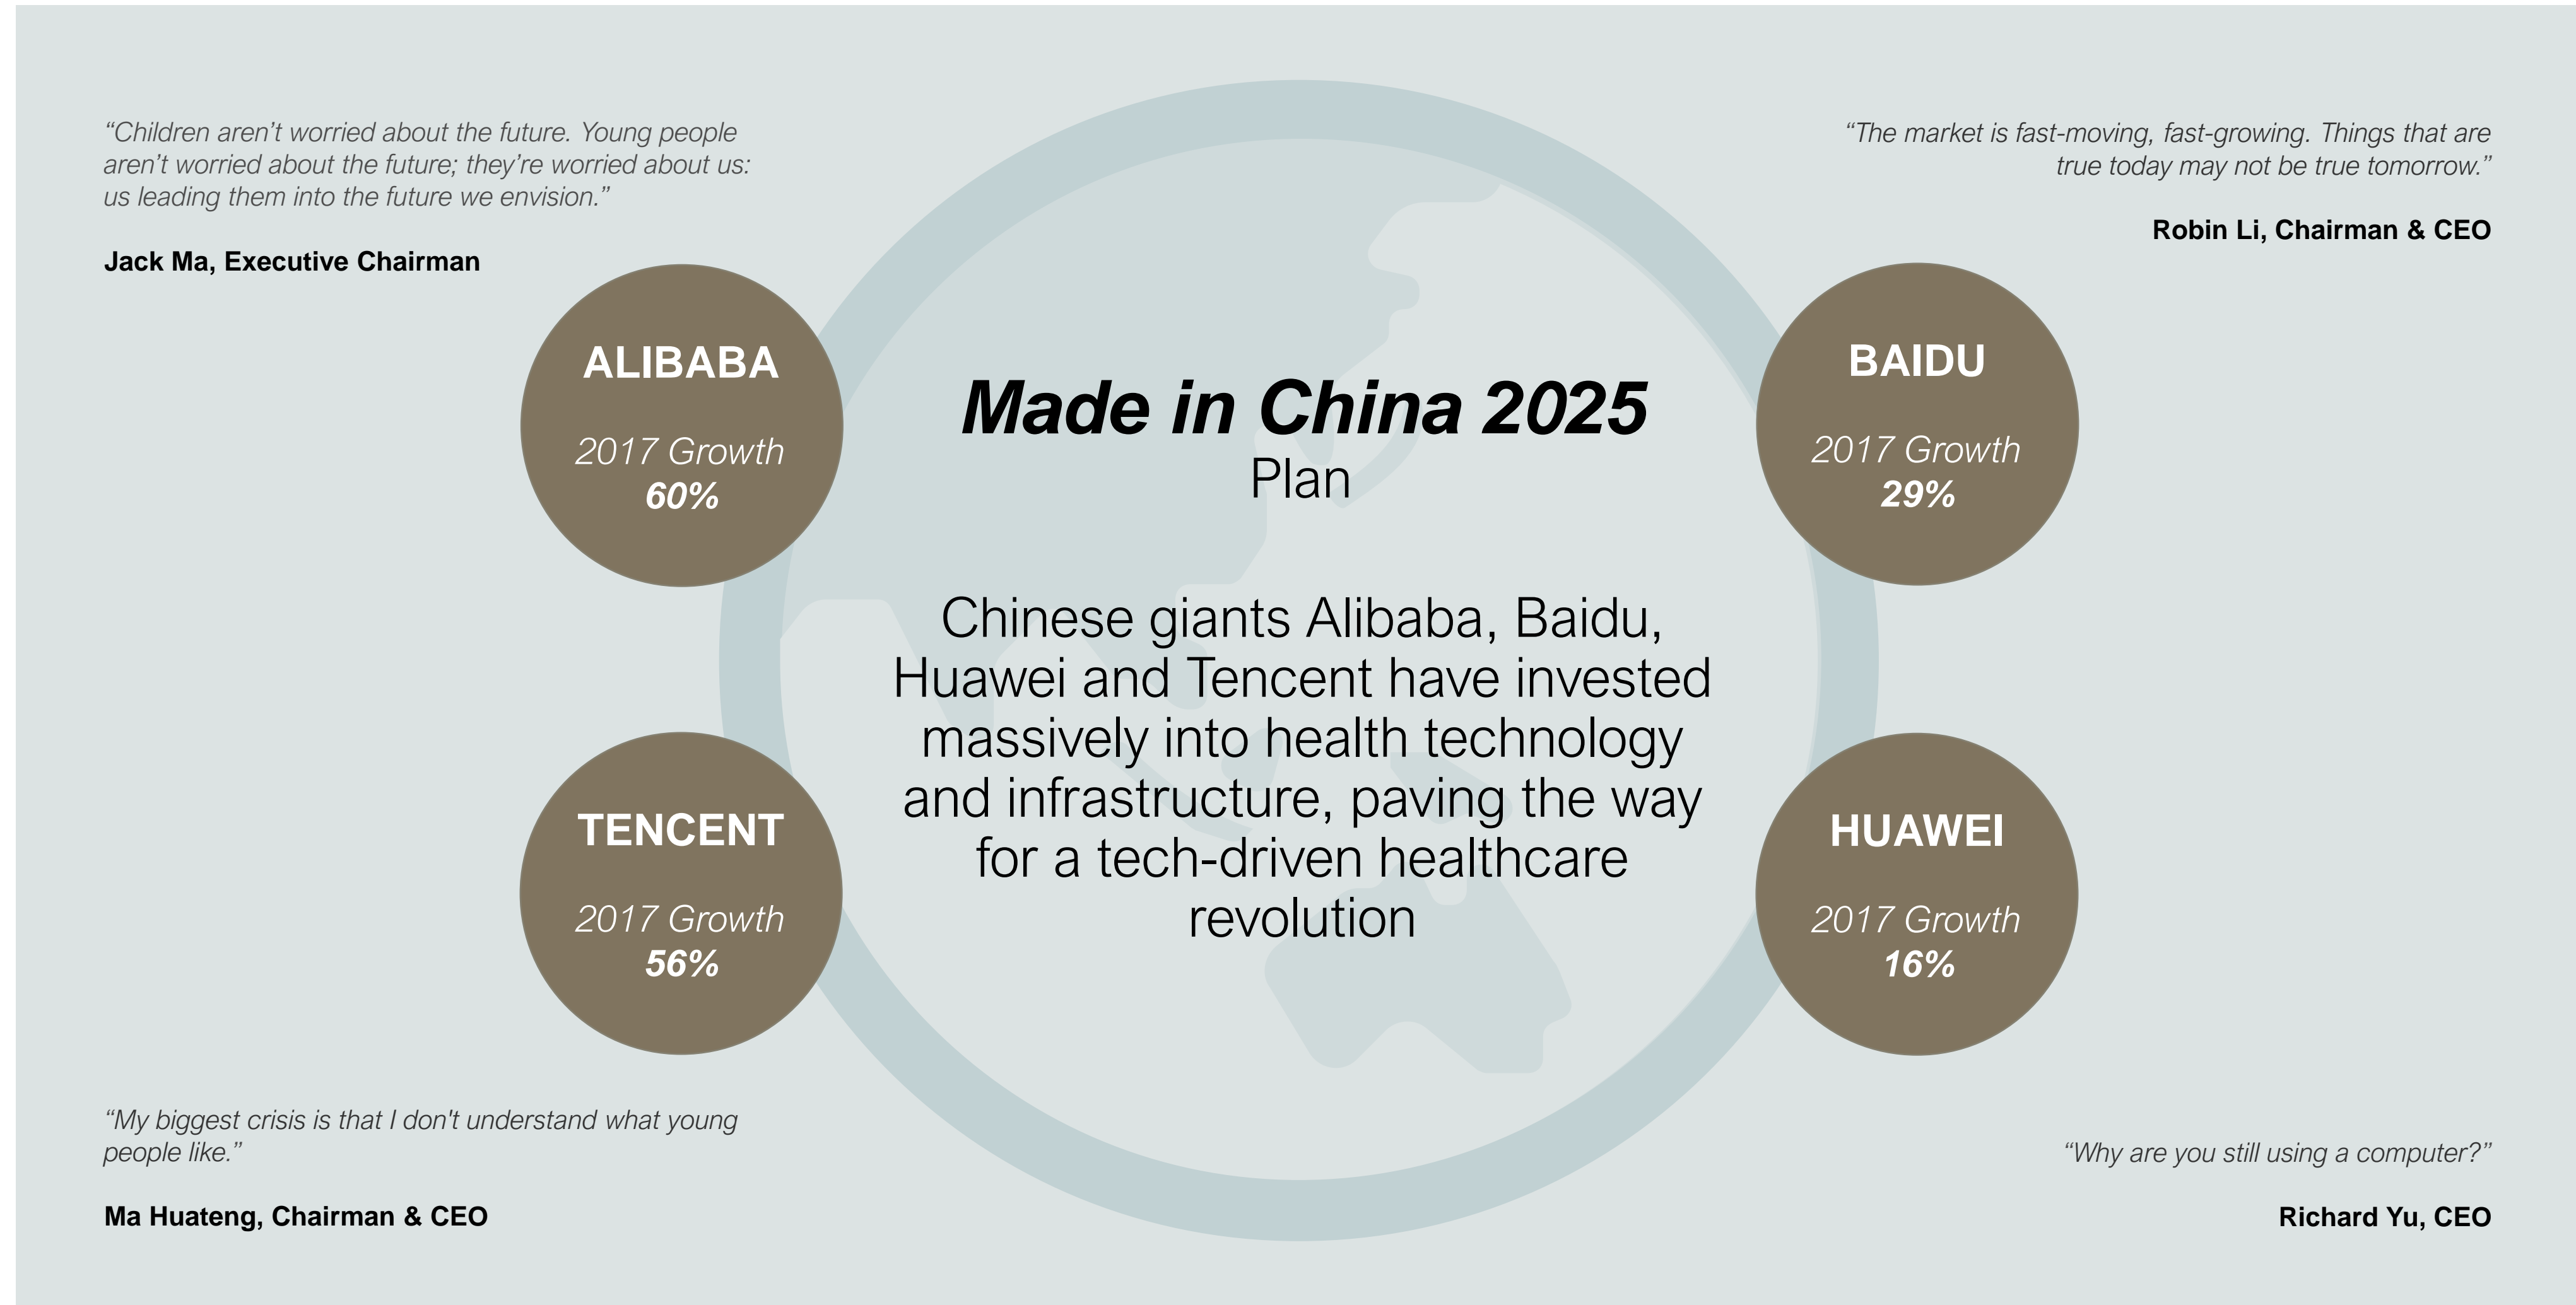 “Children aren’t worried about the future. Young people
aren’t worried about the future; they’re worried about us:
us leading them into the future we envision.”
Jack Ma, Executive Chairman
“The market is fast-moving, fast-growing. Things that are
true today may not be true tomorrow.”
Robin Li, Chairman & CEO
ALIBABA
2017 Growth
60%
BAIDU
2017 Growth
29%
Made in China 2025
Plan
Chinese giants Alibaba, Baidu,
Huawei and Tencent have invested
massively into health technology
and infrastructure, paving the way
for a tech-driven healthcare
revolution
TENCENT
2017 Growth
56%
HUAWEI
2017 Growth
16%
“My biggest crisis is that I don't understand what young
people like.”
Ma Huateng, Chairman & CEO
“Why are you still using a computer?”
Richard Yu, CEO